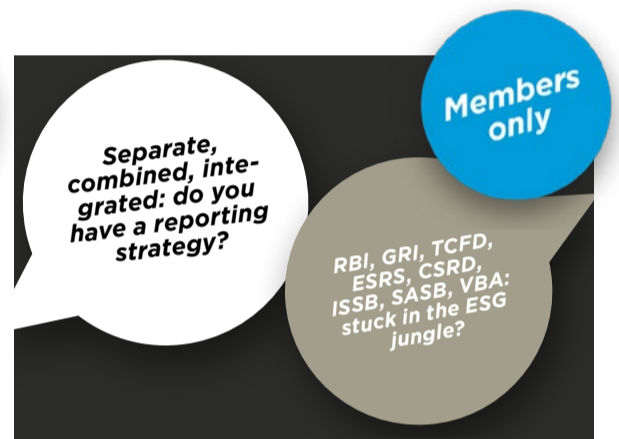 Members
only
Separate,
combined, inte-
grated: do you
have a reporting
strategy?
RBI, GRI, TCFD,
ESRS, CSRD,
ISSB, SASB, VBA:
stuck in the ESG
jungle?